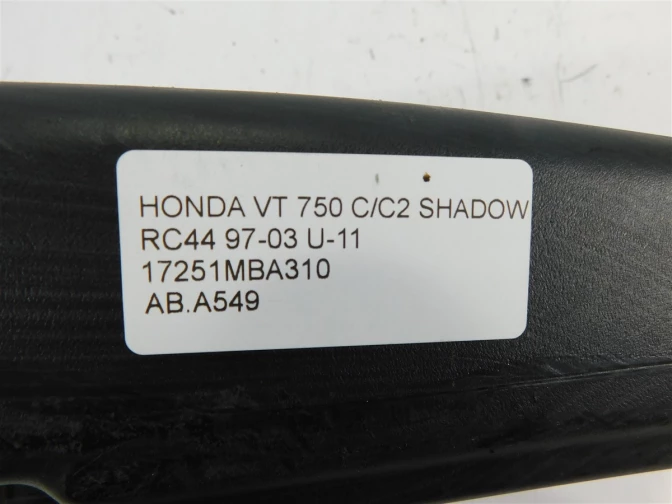 HONDA VT 750 C/C2 SHADOW
RC44 97-03 U-11
17251MBA310
AB.A549